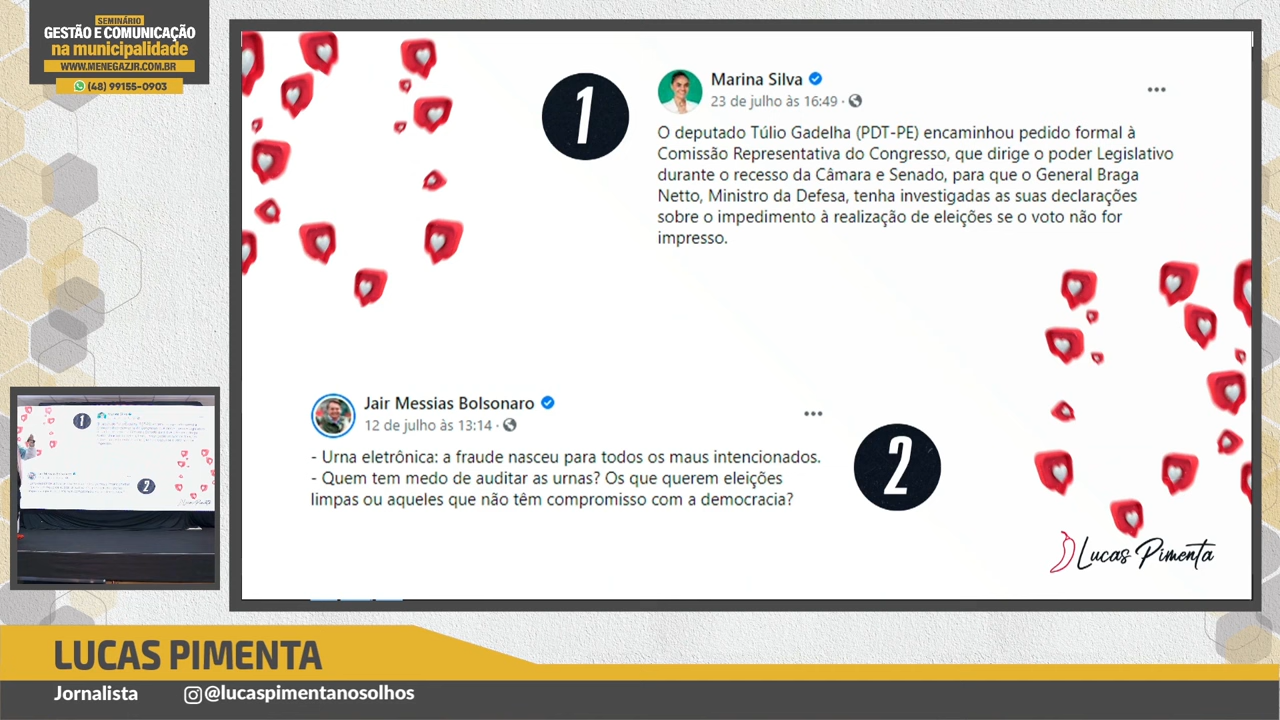 SEMINÁRIO
GESTÃO E COMUNICAÇÃO
na municipalidade
WWW.MENEGAZJR.COM.BR
(48) 99155-0903
1
Marina Silva
23 de julho às 16:49 ·
O deputado Túlio Gadelha (PDT-PE) encaminhou pedido formal à
Comissão Representativa do Congresso, que dirige o poder Legislativo
durante o recesso da Câmara e Senado, para que o General Braga
Netto, Ministro da Defesa, tenha investigadas as suas declarações
sobre o impedimento à realização de eleições se o voto não for
impresso.
Jair Messias Bolsonaro
12 de julho às 13:14 ·
- Urna eletrônica: a fraude nasceu para todos os maus intencionados.
- Quem tem medo de auditar as urnas? Os que querem eleições
limpas ou aqueles que não têm compromisso com a democracia?
2
Lucas Pimenta
LUCAS PIMENTA
Jornalista
@lucaspimentanosolhos